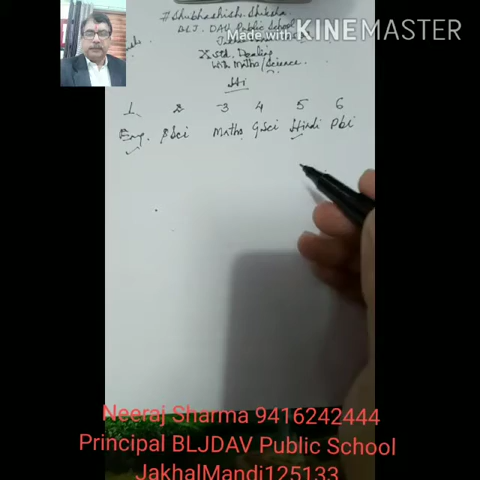 # Shubhashish Shiksha
BLJ. DAV Public School
Made with KINEMASTER
X Std. Dealing
with Maths/Science
Hi
1 2 3 4 5 6
Eng. S.Sci Maths G.Sci Hindi Pbi
Neeraj Sharma 9416242444
Principal BLJDAV Public School
JakhalMandi125133